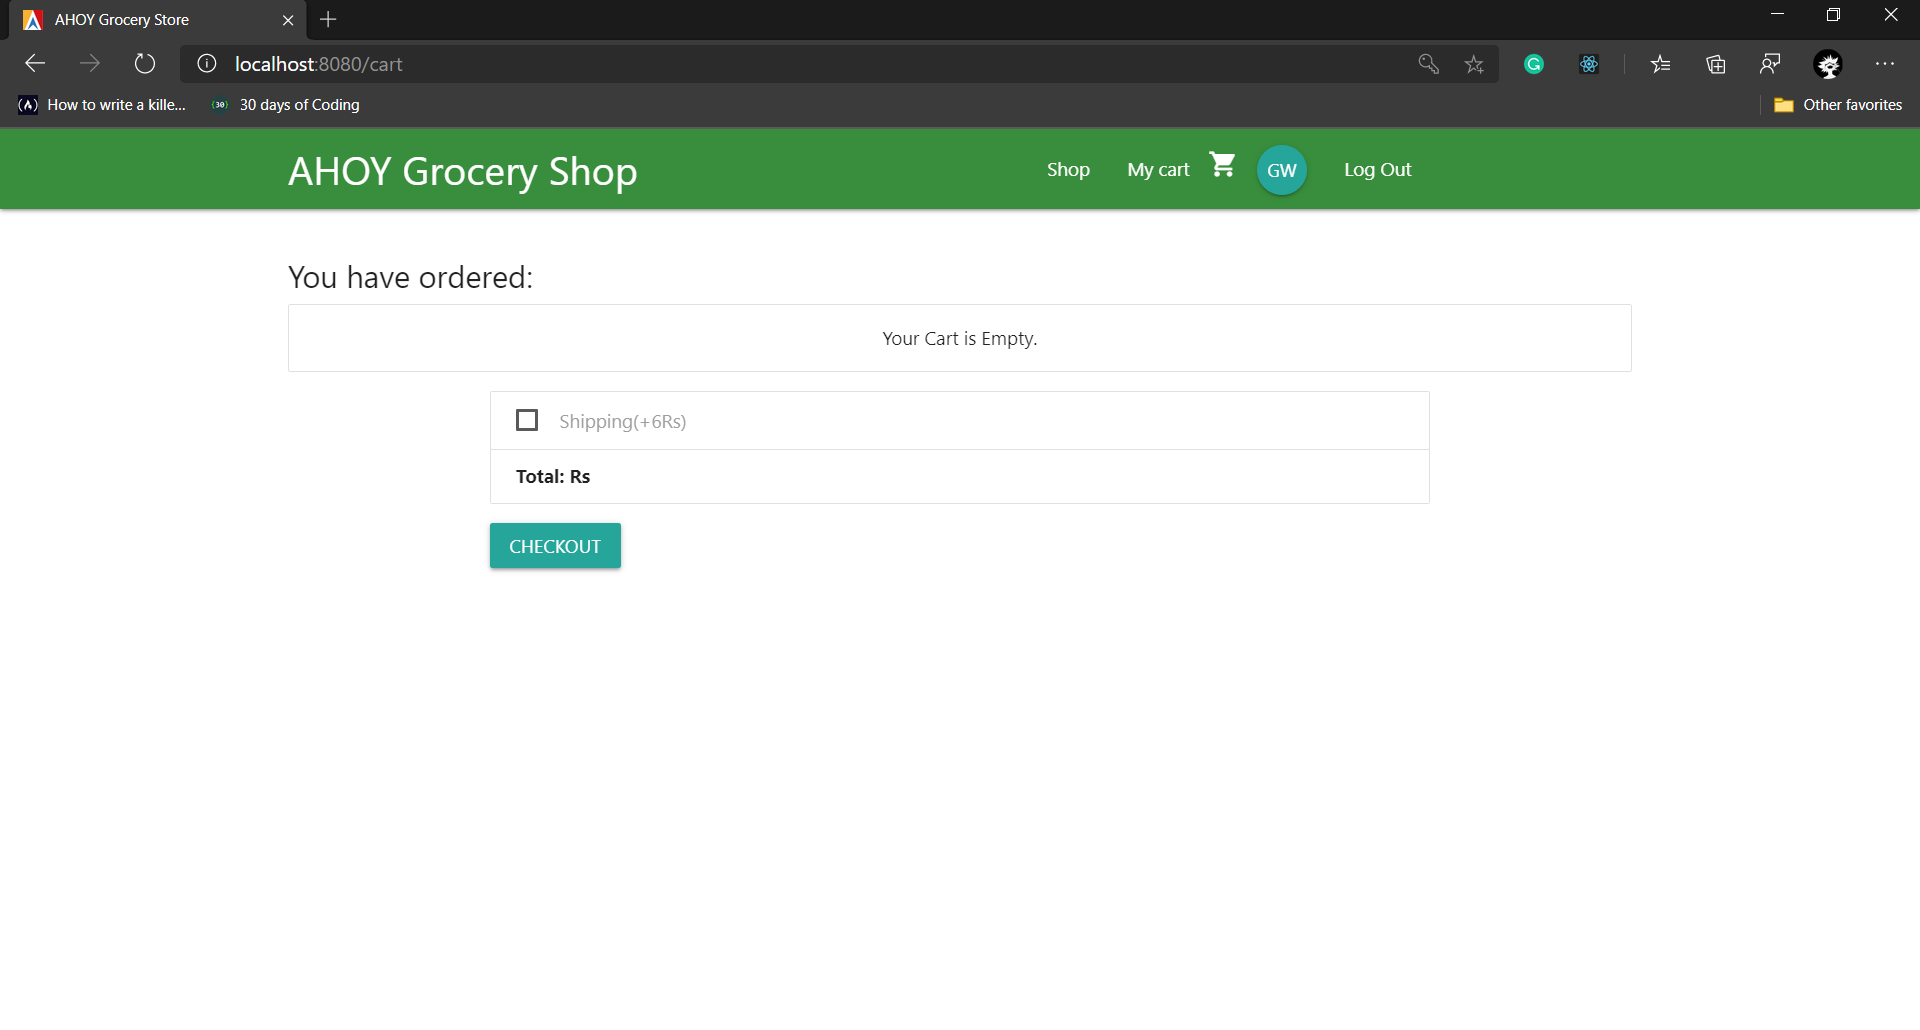 AHOY Grocery Store
localhost:8080/cart
How to write a kille...
30 days of Coding
Other favorites
AHOY Grocery Shop
Shop
My cart
GW
Log Out
You have ordered:
Your Cart is Empty.
Shipping(+6Rs)
Total: Rs
CHECKOUT